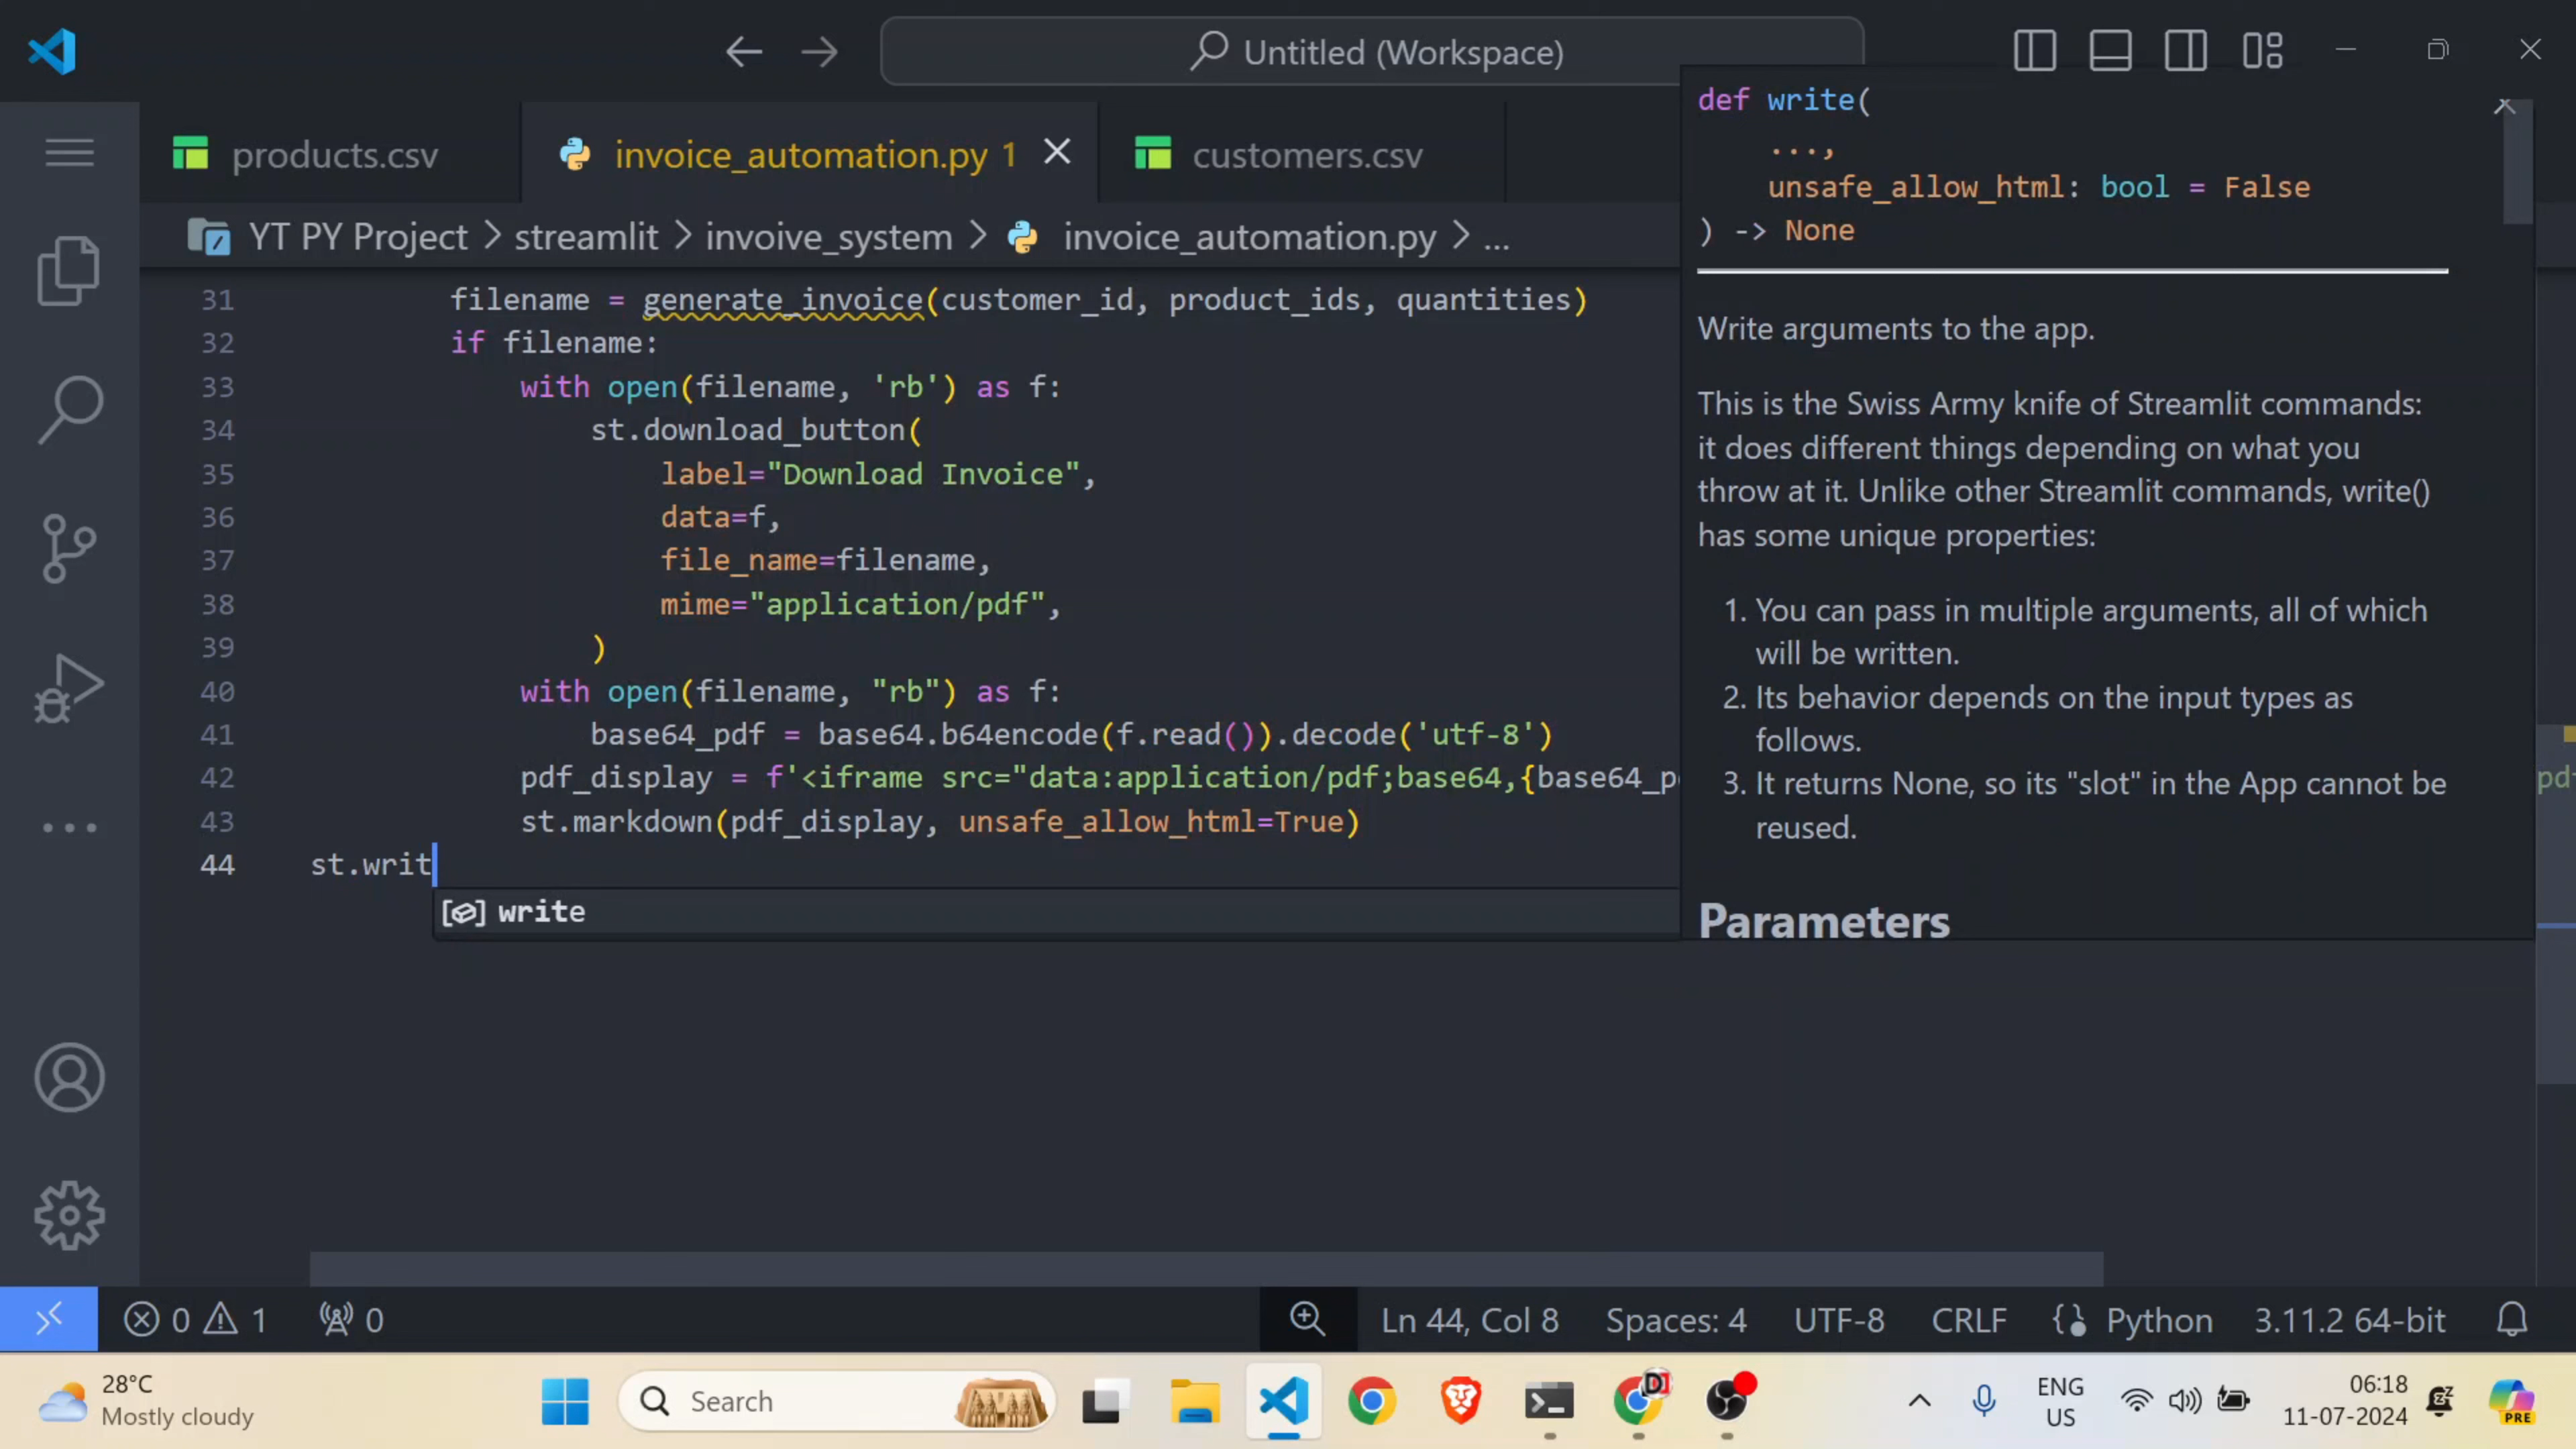 Untitled (Workspace)
products.csv
invoice_automation.py 1
customers.csv
YT PY Project > streamlit > invoive_system > invoice_automation.py > ...
31 filename = generate_invoice(customer_id, product_ids, quantities)
32 if filename:
33 with open(filename, 'rb') as f:
34 st.download_button(
35 label="Download Invoice",
36 data=f,
37 file_name=filename,
38 mime="application/pdf",
39 )
40 with open(filename, "rb") as f:
41 base64_pdf = base64.b64encode(f.read()).decode('utf-8')
42 pdf_display = f'<iframe src="data:application/pdf;base64,{base64_p
43 st.markdown(pdf_display, unsafe_allow_html=True)
44 st.writ
write
def write(
...,
unsafe_allow_html: bool = False
) -> None
Write arguments to the app.
This is the Swiss Army knife of Streamlit commands:
it does different things depending on what you
throw at it. Unlike other Streamlit commands, write()
has some unique properties:
1. You can pass in multiple arguments, all of which
will be written.
2. Its behavior depends on the input types as
follows.
3. It returns None, so its "slot" in the App cannot be
reused.
Parameters
0 1 0
Ln 44, Col 8
Spaces: 4
UTF-8
CRLF
Python
3.11.2 64-bit
28°C
Mostly cloudy
Search
ENG
US
06:18
11-07-2024
PRE